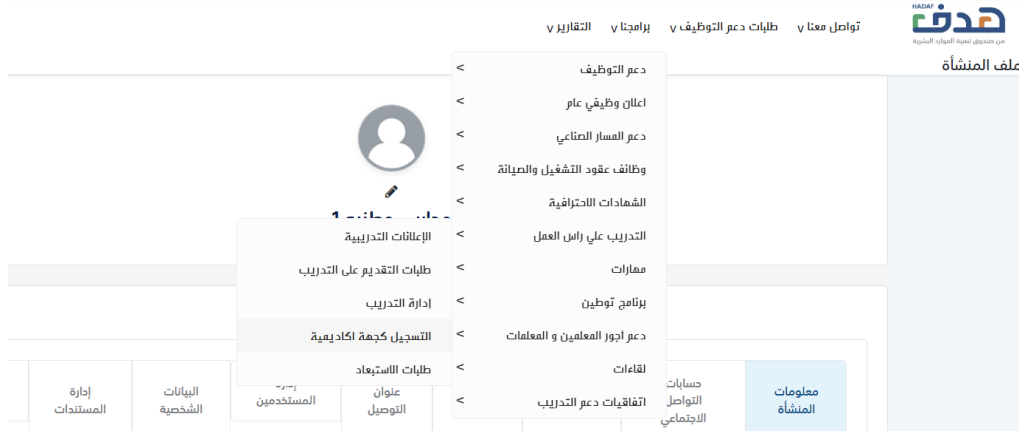 HADAF
هدف
من صندوق تنمية الموارد البشرية
تواصل معنا
طلبات دعم التوظيف
برامجنا
التقارير
ملف المنشأة
دعم التوظيف
اعلان وظيفي عام
دعم المسار الصناعي
وظائف عقود التشغيل والصيانة
الشهادات الاحترافية
التدريب علي راس العمل
مهارات
برنامج توطين
دعم أجور المعلمين و المعلمات
لقاءات
اتفاقيات دعم التدريب
الإعلانات التدريبية
طلبات التقديم على التدريب
إدارة التدريب
التسجيل كجهة اكاديمية
طلبات الاستبعاد
معلومات
المنشأة
حسابات
التواصل
الاجتماعي
عنوان
التوصيل
المستخدمين
البيانات
الشخصية
إدارة
المستندات